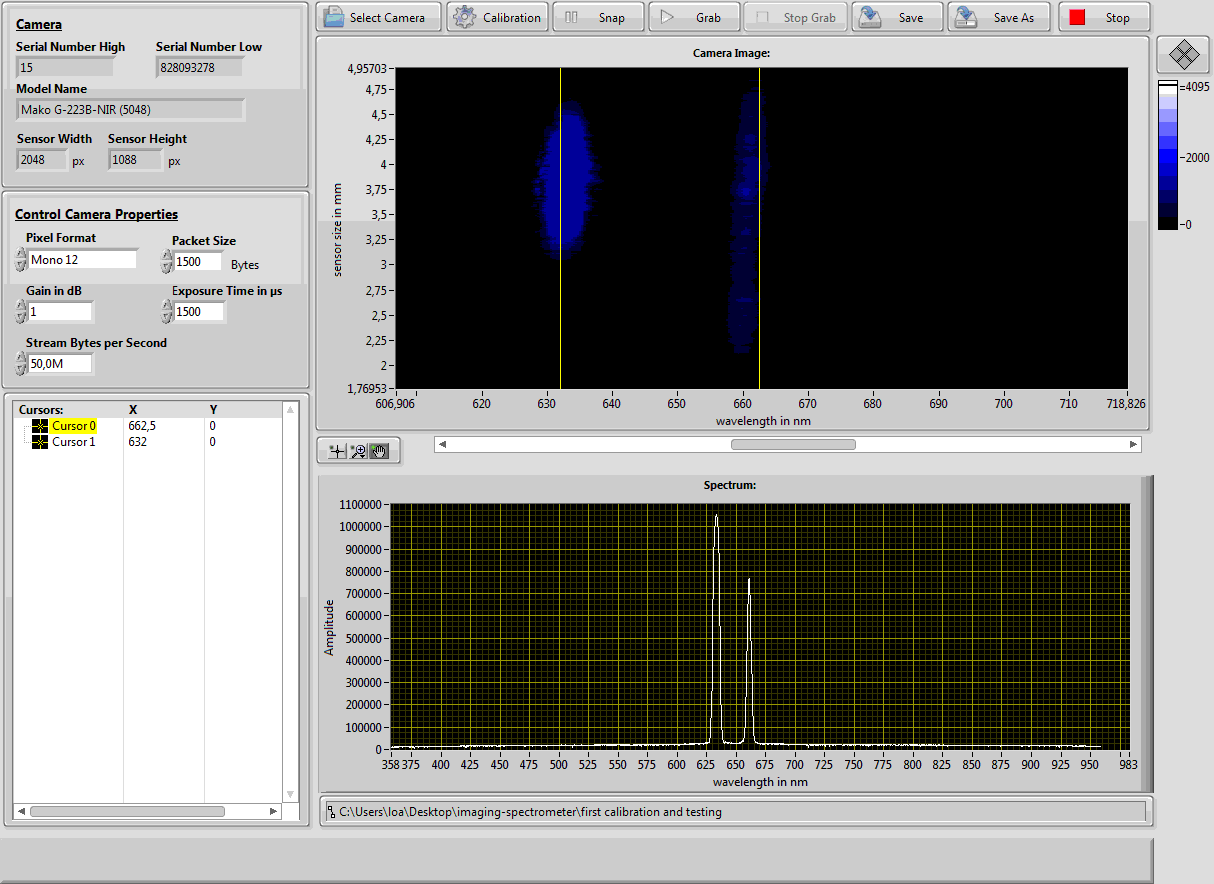 Select Camera Calibration Snap Grab Stop Grab Save Save As Stop
Camera
Serial Number High Serial Number Low
15 828093278
Model Name
Mako G-223B-NIR (5048)
Sensor Width Sensor Height
2048 px 1088 px
Control Camera Properties
Pixel Format Packet Size
Mono 12 1500 Bytes
Gain in dB Exposure Time in µs
1 1500
Stream Bytes per Second
50,0M
Cursors: X Y
Cursor 0 662,5 0
Cursor 1 632 0
Camera Image:
sensor size in mm
4,95703
4,75
4,5
4,25
4
3,75
3,5
3,25
3
2,75
2,5
2,25
2
1,76953
606,906 620 630 640 650 660 670 680 690 700 710 718,826
wavelength in nm
=4095
-2000
-0
Spectrum:
Amplitude
1100000
1000000
900000
800000
700000
600000
500000
400000
300000
200000
100000
0
358 375 400 425 450 475 500 525 550 575 600 625 650 675 700 725 750 775 800 825 850 875 900 925 950 983
wavelength in nm
C:\Users\loa\Desktop\imaging-spectrometer\first calibration and testing